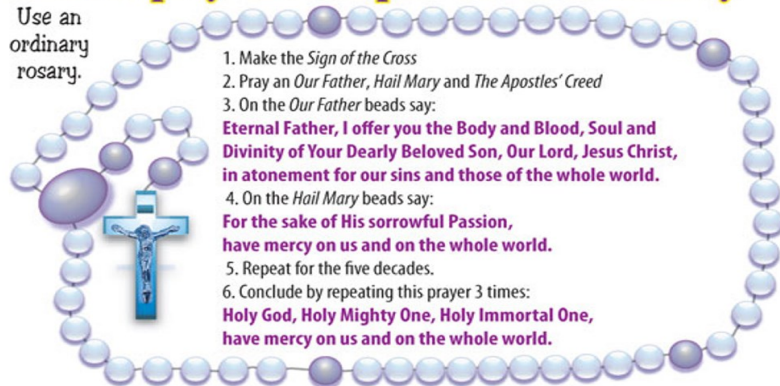 Use an
ordinary
rosary.
1. Make the Sign of the Cross
2. Pray an Our Father, Hail Mary and The Apostles' Creed
3. On the Our Father beads say:
Eternal Father, I offer you the Body and Blood, Soul and
Divinity of Your Dearly Beloved Son, Our Lord, Jesus Christ,
in atonement for our sins and those of the whole world.
4. On the Hail Mary beads say:
For the sake of His sorrowful Passion,
have mercy on us and on the whole world.
5. Repeat for the five decades.
6. Conclude by repeating this prayer 3 times:
Holy God, Holy Mighty One, Holy Immortal One,
have mercy on us and on the whole world.